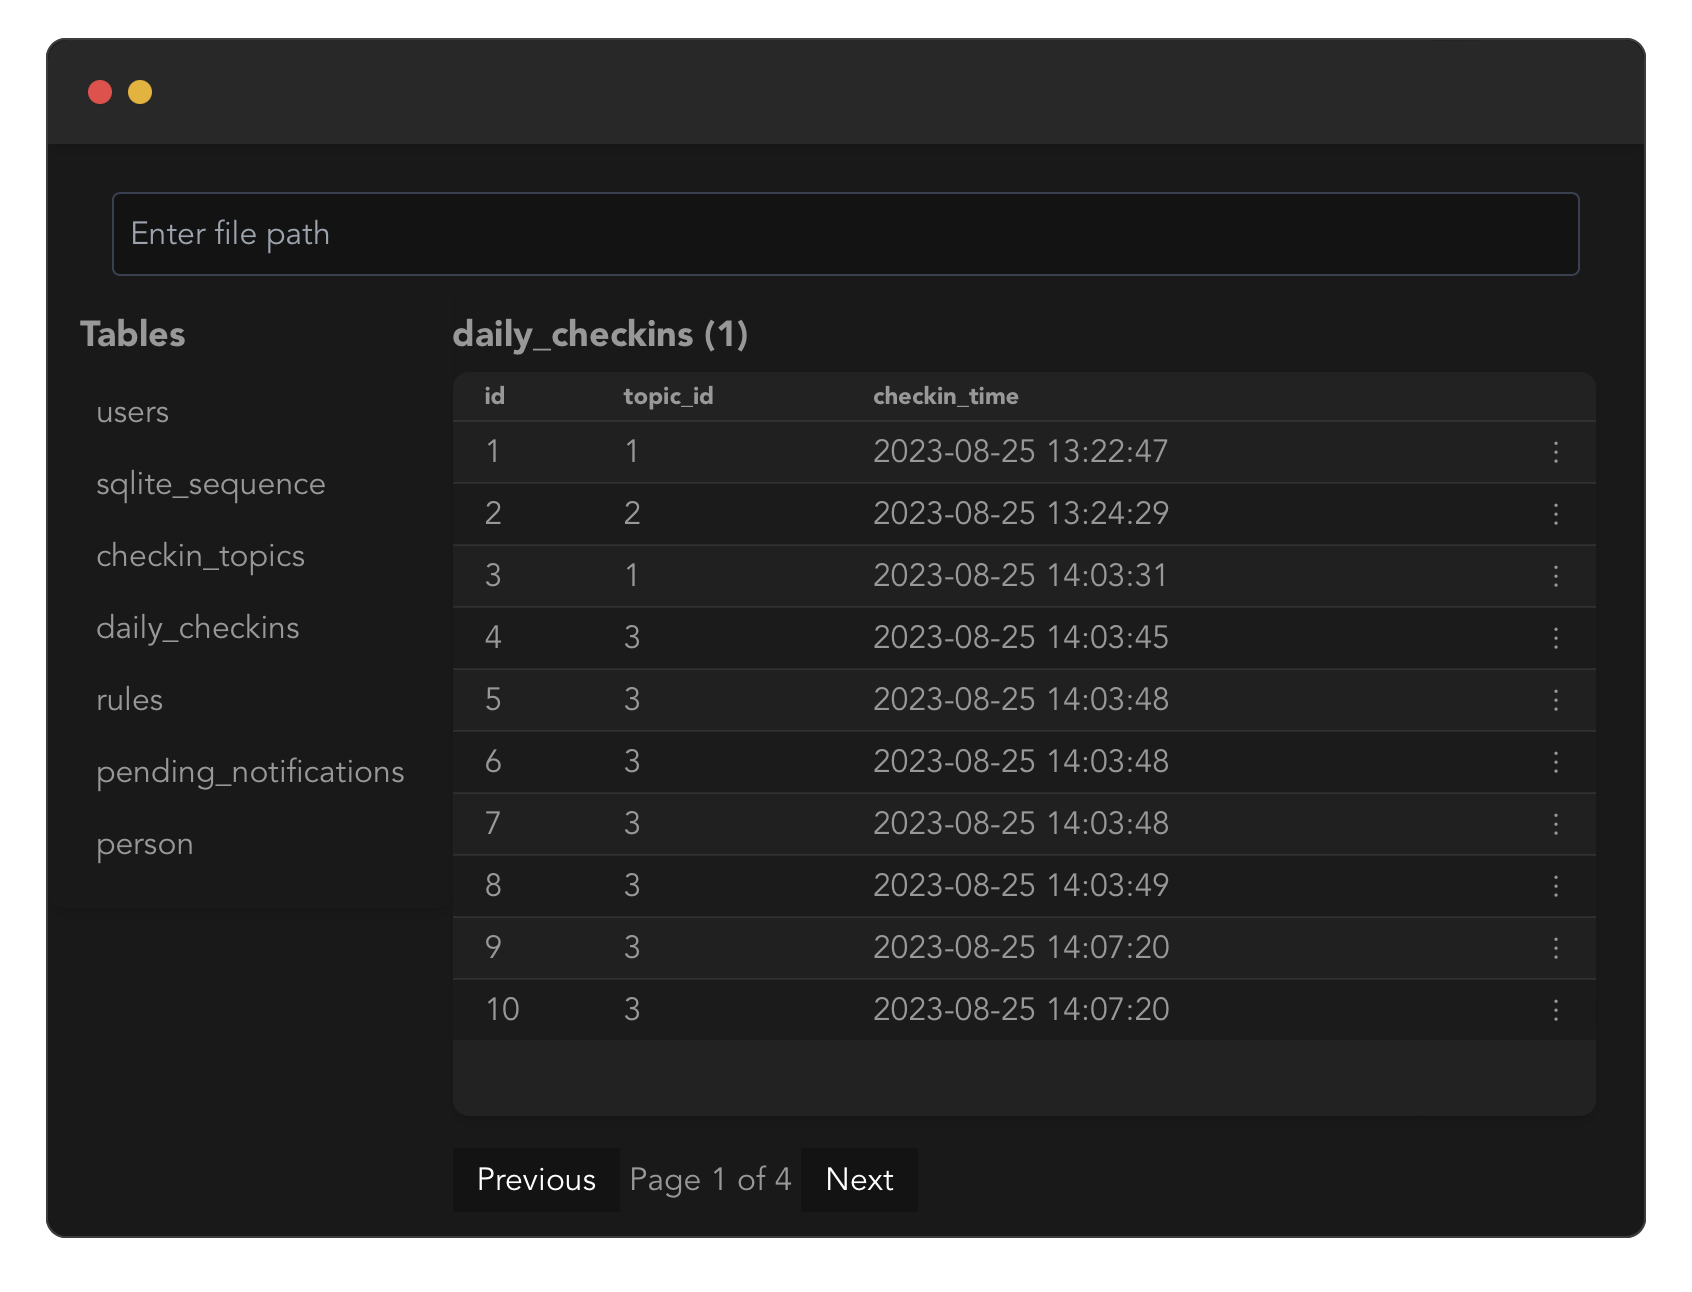 Enter file path
Tables
users
sqlite_sequence
checkin_topics
daily_checkins
rules
pending_notifications
person
daily_checkins (1)
id topic_id checkin_time
1 1 2023-08-25 13:22:47
2 2 2023-08-25 13:24:29
3 1 2023-08-25 14:03:31
4 3 2023-08-25 14:03:45
5 3 2023-08-25 14:03:48
6 3 2023-08-25 14:03:48
7 3 2023-08-25 14:03:48
8 3 2023-08-25 14:03:49
9 3 2023-08-25 14:07:20
10 3 2023-08-25 14:07:20
Previous Page 1 of 4 Next